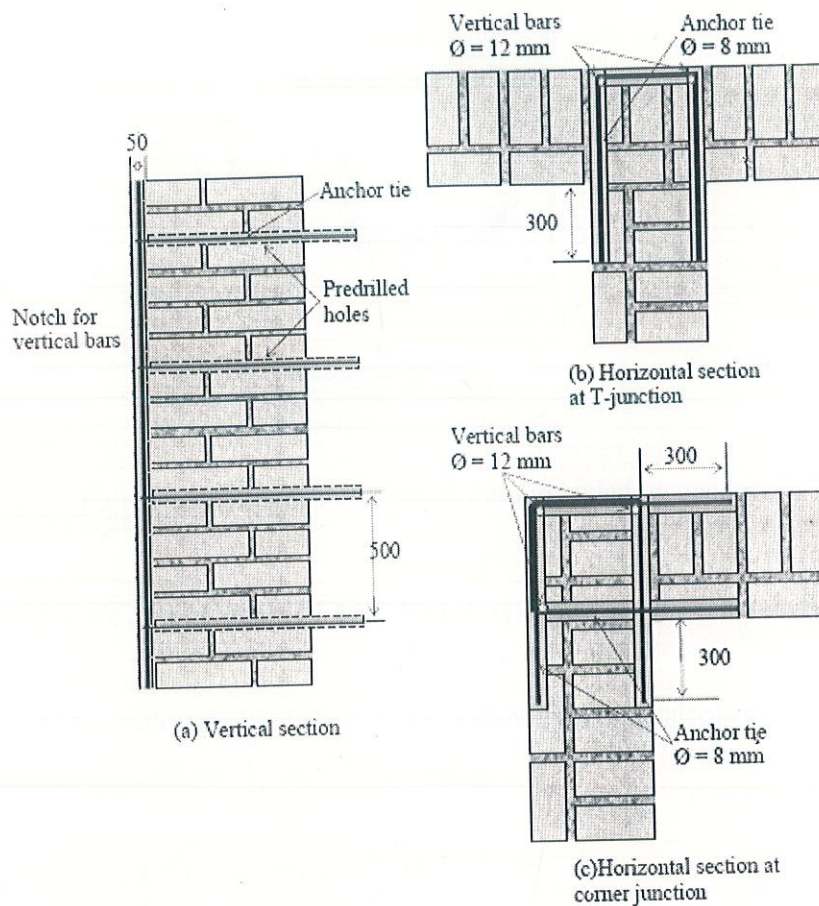 50
Anchor tie
Predrilled
holes
Notch for
vertical bars
500
(a) Vertical section
Vertical bars
Ø = 12 mm
Anchor tie
Ø = 8 mm
300
(b) Horizontal section
at T-junction
Vertical bars
Ø = 12 mm
300
300
Anchor tie
Ø = 8 mm
(c)Horizontal section at
corner junction